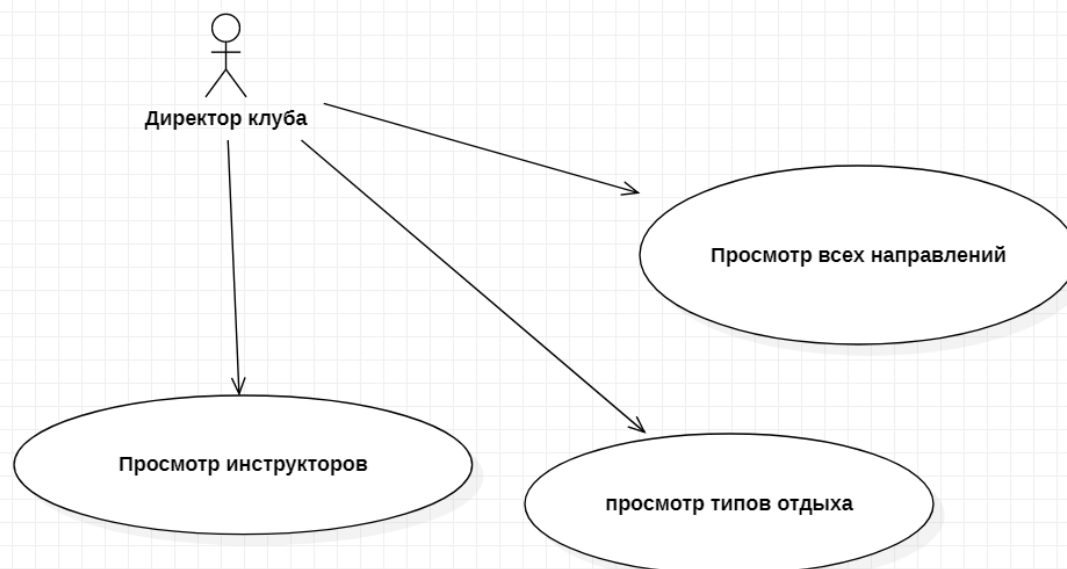 Директор клуба
Просмотр всех направлений
Просмотр инструкторов
просмотр типов отдыха